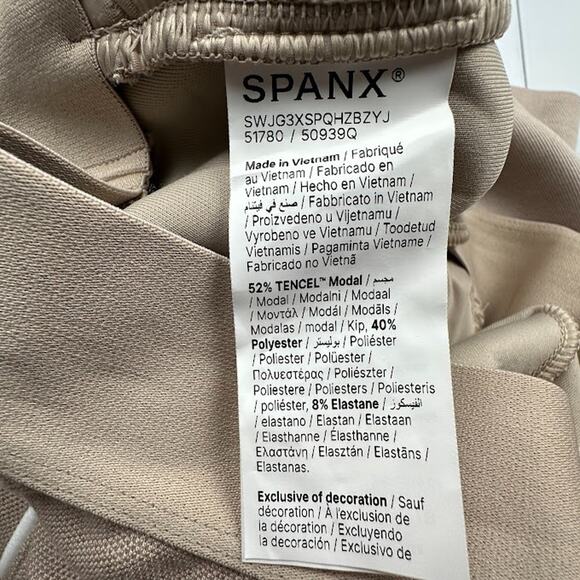 SPANX®
SWJG3XSPQHZBZYJ
51780 / 50939Q
Made in Vietnam / Fabriqué
au Vietnam / Fabricado en
Vietnam / Hecho en Vietnam /
صنع في فيتنام / Fabbricato in Vietnam
/ Proizvedeno u Vijetnamu /
Vyrobeno ve Vietnamu / Toodetud
Vietnamis / Pagaminta Vietname /
Fabricado no Vietnã
52% TENCEL™ Modal / مجسم /
/ Modal / Modalni / Modaal
/ Μοντάλ / Modál / Modāls /
Modalas / modal / Kip, 40%
Polyester / بوليستر / Poliéster
/ Poliester / Polüester /
Πολυεστέρας / Poliészter /
Poliestere / Poliesters / Poliesteris
/ poliéster, 8% Elastane / الفيسكوز /
/ elastano / Elastan / Elastaan
/ Elasthanne / Élasthanne /
Ελαστάνη / Elasztán / Elastāns /
Elastanas.
Exclusive of decoration / Sauf
décoration / À l'exclusion de
la décoration / Excluyendo
la decoración / Exclusief de